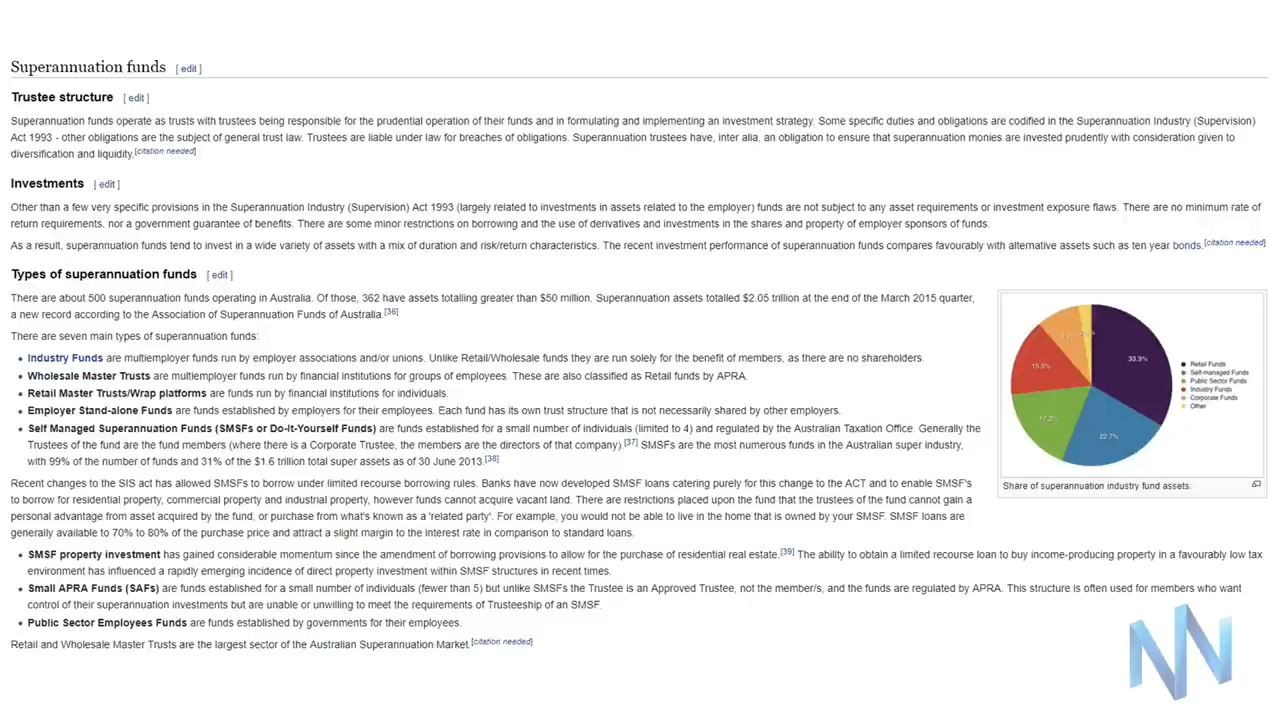 Superannuation funds [ edit ]
Trustee structure [ edit ]
Superannuation funds operate as trusts with trustees being responsible for the prudential operation of their funds and in formulating and implementing an investment strategy. Some specific duties and obligations are codified in the Superannuation Industry (Supervision)
Act 1993 - other obligations are the subject of general trust law. Trustees are liable under law for breaches of obligations. Superannuation trustees have, inter alia, an obligation to ensure that superannuation monies are invested prudently with consideration given to
diversification and liquidity.[citation needed]
Investments [ edit ]
Other than a few very specific provisions in the Superannuation Industry (Supervision) Act 1993 (largely related to investments in assets related to the employer) funds are not subject to any asset requirements or investment exposure flaws. There are no minimum rate of
return requirements, nor a government guarantee of benefits. There are some minor restrictions on borrowing and the use of derivatives and investments in the shares and property of employer sponsors of funds.
As a result, superannuation funds tend to invest in a wide variety of assets with a mix of duration and risk/return characteristics. The recent investment performance of superannuation funds compares favourably with alternative assets such as ten year bonds.[citation needed]
Types of superannuation funds [ edit ]
There are about 500 superannuation funds operating in Australia. Of those, 362 have assets totalling greater than $50 million. Superannuation assets totalled $2.05 trillion at the end of the March 2015 quarter,
a new record according to the Association of Superannuation Funds of Australia.[36]
There are seven main types of superannuation funds:
• Industry Funds are multiemployer funds run by employer associations and/or unions. Unlike Retail/Wholesale funds they are run solely for the benefit of members, as there are no shareholders.
• Wholesale Master Trusts are multiemployer funds run by financial institutions for groups of employees. These are also classified as Retail funds by APRA.
• Retail Master Trusts/Wrap platforms are funds run by financial institutions for individuals.
• Employer Stand-alone Funds are funds established by employers for their employees. Each fund has its own trust structure that is not necessarily shared by other employers.
• Self Managed Superannuation Funds (SMSFs or Do-It-Yourself Funds) are funds established for a small number of individuals (limited to 4) and regulated by the Australian Taxation Office. Generally the
Trustees of the fund are the fund members (where there is a Corporate Trustee, the members are the directors of that company).[37] SMSFs are the most numerous funds in the Australian super industry,
with 99% of the number of funds and 31% of the $1.6 trillion total super assets as of 30 June 2013.[38]
Recent changes to the SIS act has allowed SMSFs to borrow under limited recourse borrowing rules. Banks have now developed SMSF loans catering purely for this change to the ACT and to enable SMSF's
to borrow for residential property, commercial property and industrial property, however funds cannot acquire vacant land. There are restrictions placed upon the fund that the trustees of the fund cannot gain a
personal advantage from asset acquired by the fund, or purchase from what's known as a 'related party'. For example, you would not be able to live in the home that is owned by your SMSF. SMSF loans are
generally available to 70% to 80% of the purchase price and attract a slight margin to the interest rate in comparison to standard loans.
• SMSF property investment has gained considerable momentum since the amendment of borrowing provisions to allow for the purchase of residential real estate.[39] The ability to obtain a limited recourse loan to buy income-producing property in a favourably low tax
environment has influenced a rapidly emerging incidence of direct property investment within SMSF structures in recent times.
• Small APRA Funds (SAFs) are funds established for a small number of individuals (fewer than 5) but unlike SMSFs the Trustee is an Approved Trustee, not the member/s, and the funds are regulated by APRA. This structure is often used for members who want
control of their superannuation investments but are unable or unwilling to meet the requirements of Trusteeship of an SMSF.
• Public Sector Employees Funds are funds established by governments for their employees.
Retail and Wholesale Master Trusts are the largest sector of the Australian Superannuation Market.[citation needed]
33.3%
22.7%
17.2%
15.5%
Retail Funds
Self-managed Funds
Public Sector Funds
Industry Funds
Corporate Funds
Other
Share of superannuation industry fund assets.
NN